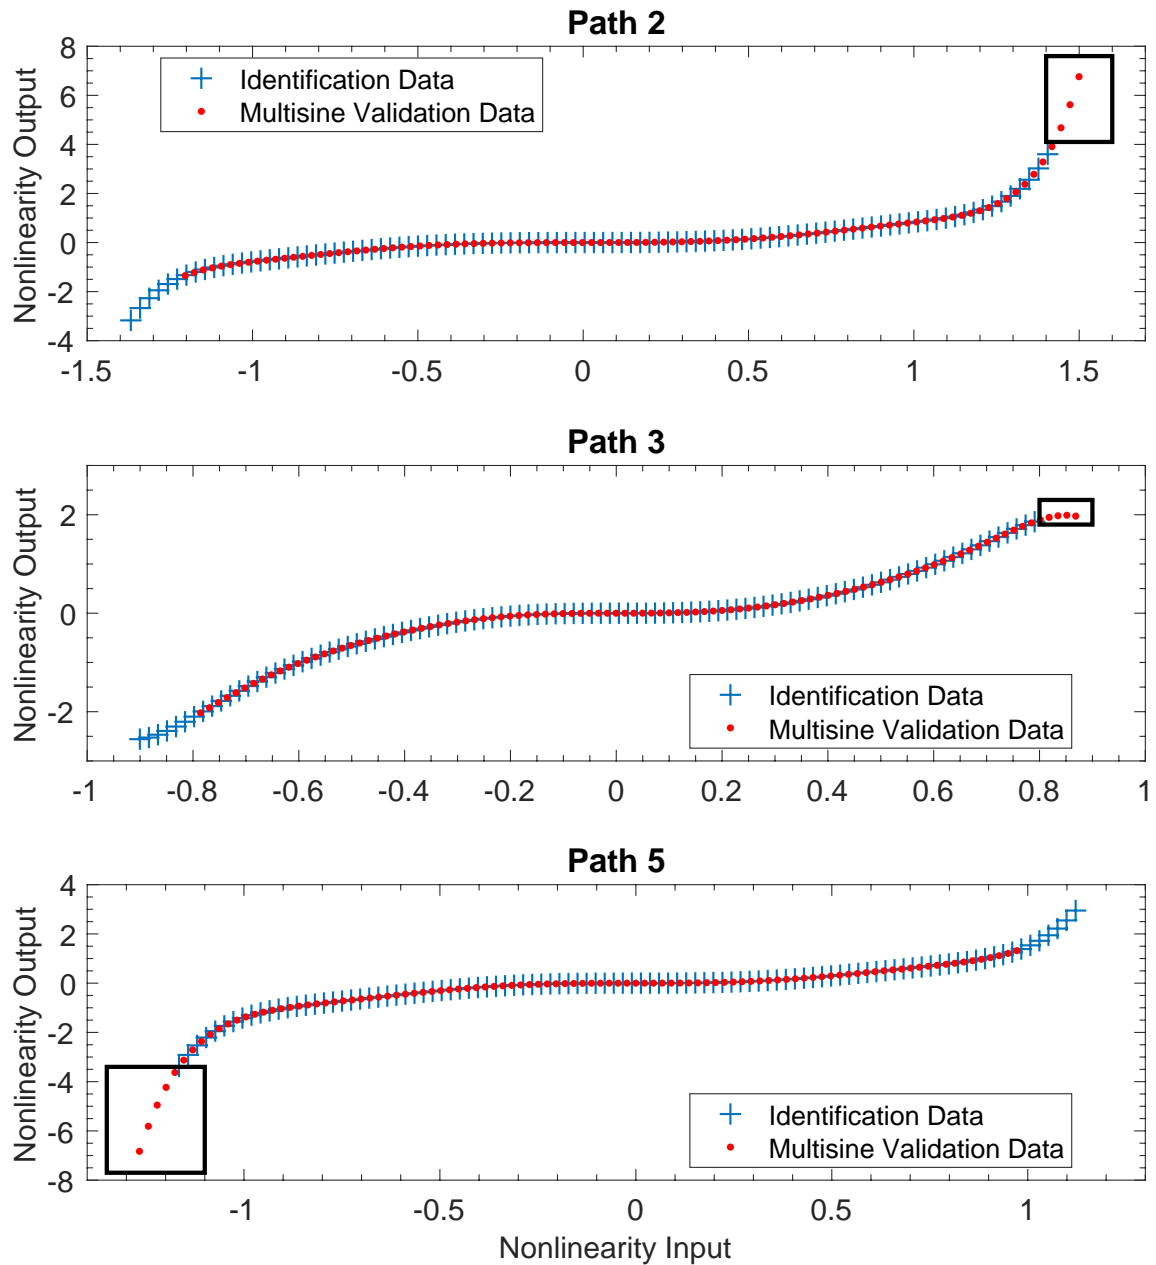 Path 2
Nonlinearity Output
8
6
4
2
0
-2
-4
Identification Data
Multisine Validation Data
-1.5 -1 -0.5 0 0.5 1 1.5
Path 3
Nonlinearity Output
2
0
-2
Identification Data
Multisine Validation Data
-1 -0.8 -0.6 -0.4 -0.2 0 0.2 0.4 0.6 0.8 1
Path 5
Nonlinearity Output
4
2
0
-2
-4
-6
-8
Identification Data
Multisine Validation Data
-1 -0.5 0 0.5 1
Nonlinearity Input